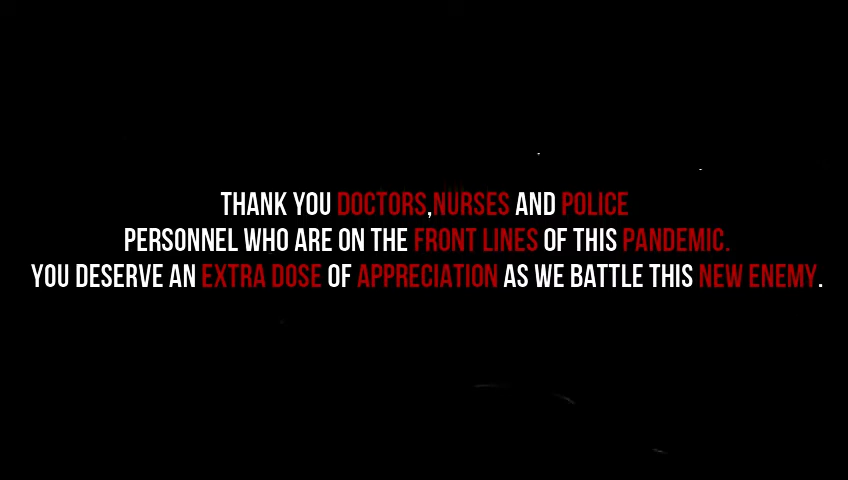 THANK YOU DOCTORS,NURSES AND POLICE
PERSONNEL WHO ARE ON THE FRONT LINES OF THIS PANDEMIC.
YOU DESERVE AN EXTRA DOSE OF APPRECIATION AS WE BATTLE THIS NEW ENEMY.